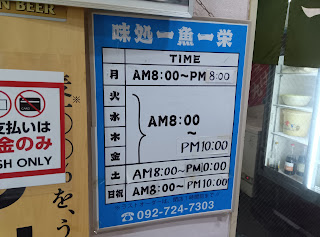 N BEER
味処一魚一栄
TIME
月 AM8:00～PM 8:00
火
水
木
金
AM8:00
～
PM10:00
土 AM8:00～PM10:00
日祝 AM8:00～PM10:00
☎092-724-7303
支払いは
金のみ
SH ONLY